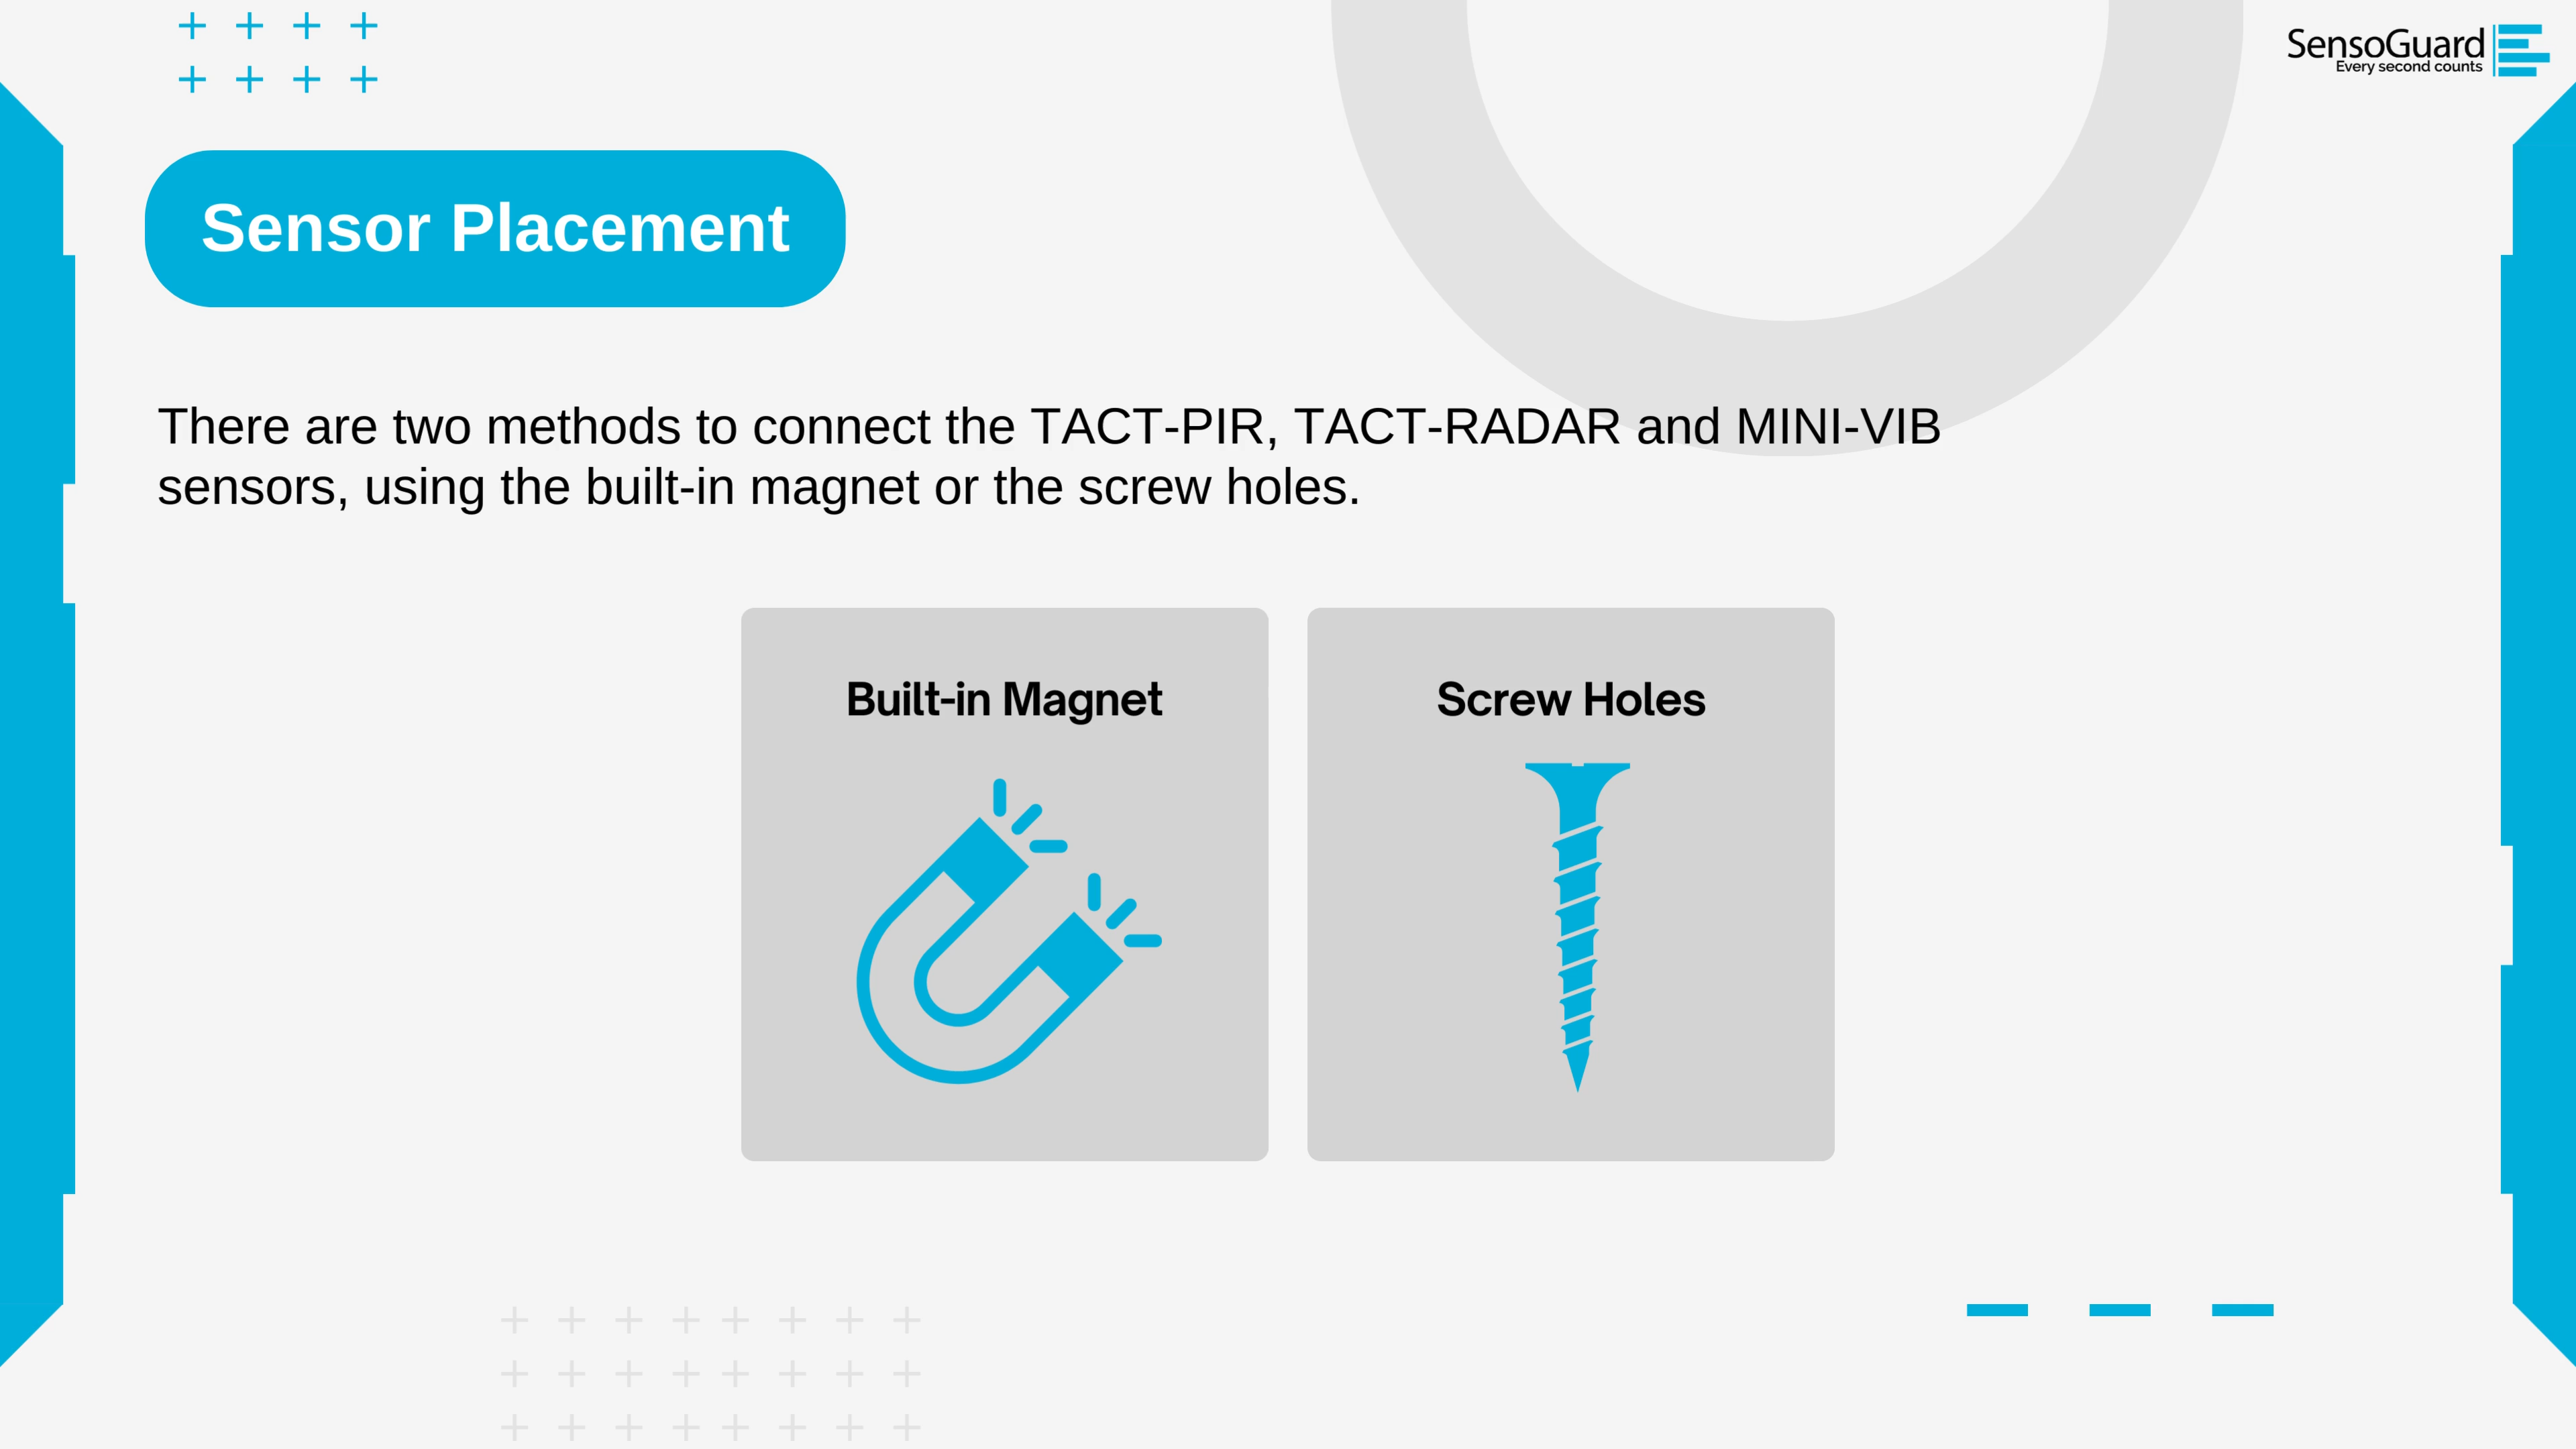 SensoGuard
Every second counts
Sensor Placement
There are two methods to connect the TACT-PIR, TACT-RADAR and MINI-VIB
sensors, using the built-in magnet or the screw holes.
Built-in Magnet
Screw Holes